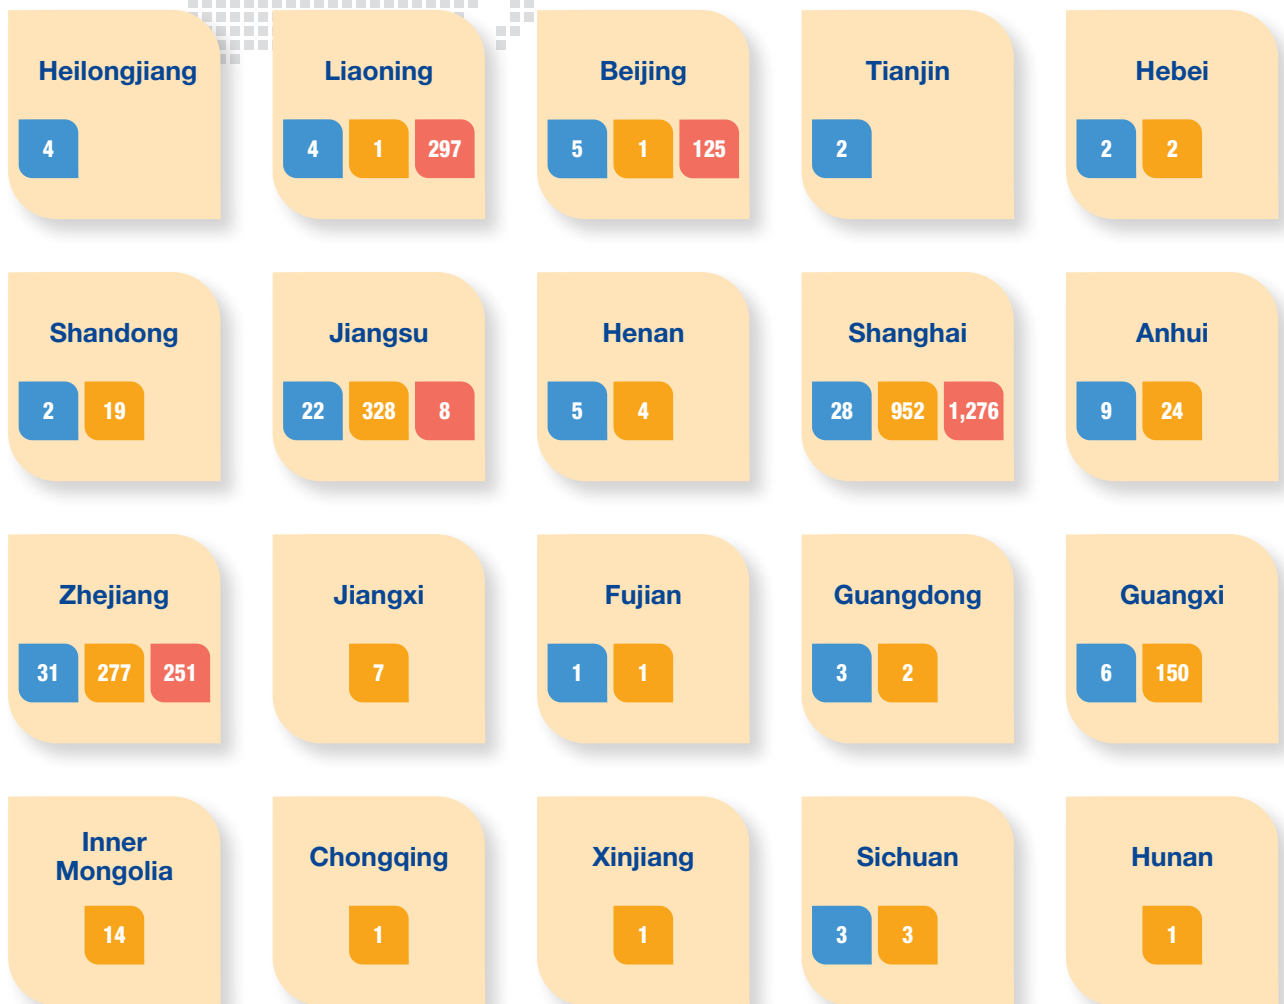 Heilongjiang
4
Liaoning
4 1 297
Beijing
5 1 125
Tianjin
2
Hebei
2 2
Shandong
2 19
Jiangsu
22 328 8
Henan
5 4
Shanghai
28 952 1,276
Anhui
9 24
Zhejiang
31 277 251
Jiangxi
7
Fujian
1 1
Guangdong
3 2
Guangxi
6 150
Inner
Mongolia
14
Chongqing
1
Xinjiang
1
Sichuan
3 3
Hunan
1